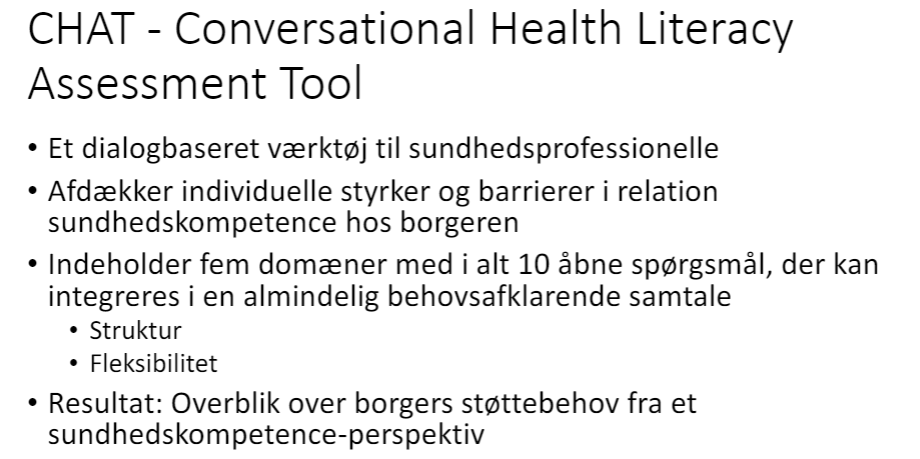 CHAT - Conversational Health Literacy
Assessment Tool
• Et dialogbaseret værktøj til sundhedsprofessionelle
• Afdækker individuelle styrker og barrierer i relation
sundhedskompetence hos borgeren
• Indeholder fem domæner med i alt 10 åbne spørgsmål, der kan
integreres i en almindelig behovsafklarende samtale
• Struktur
• Fleksibilitet
• Resultat: Overblik over borgers støttebehov fra et
sundhedskompetence-perspektiv